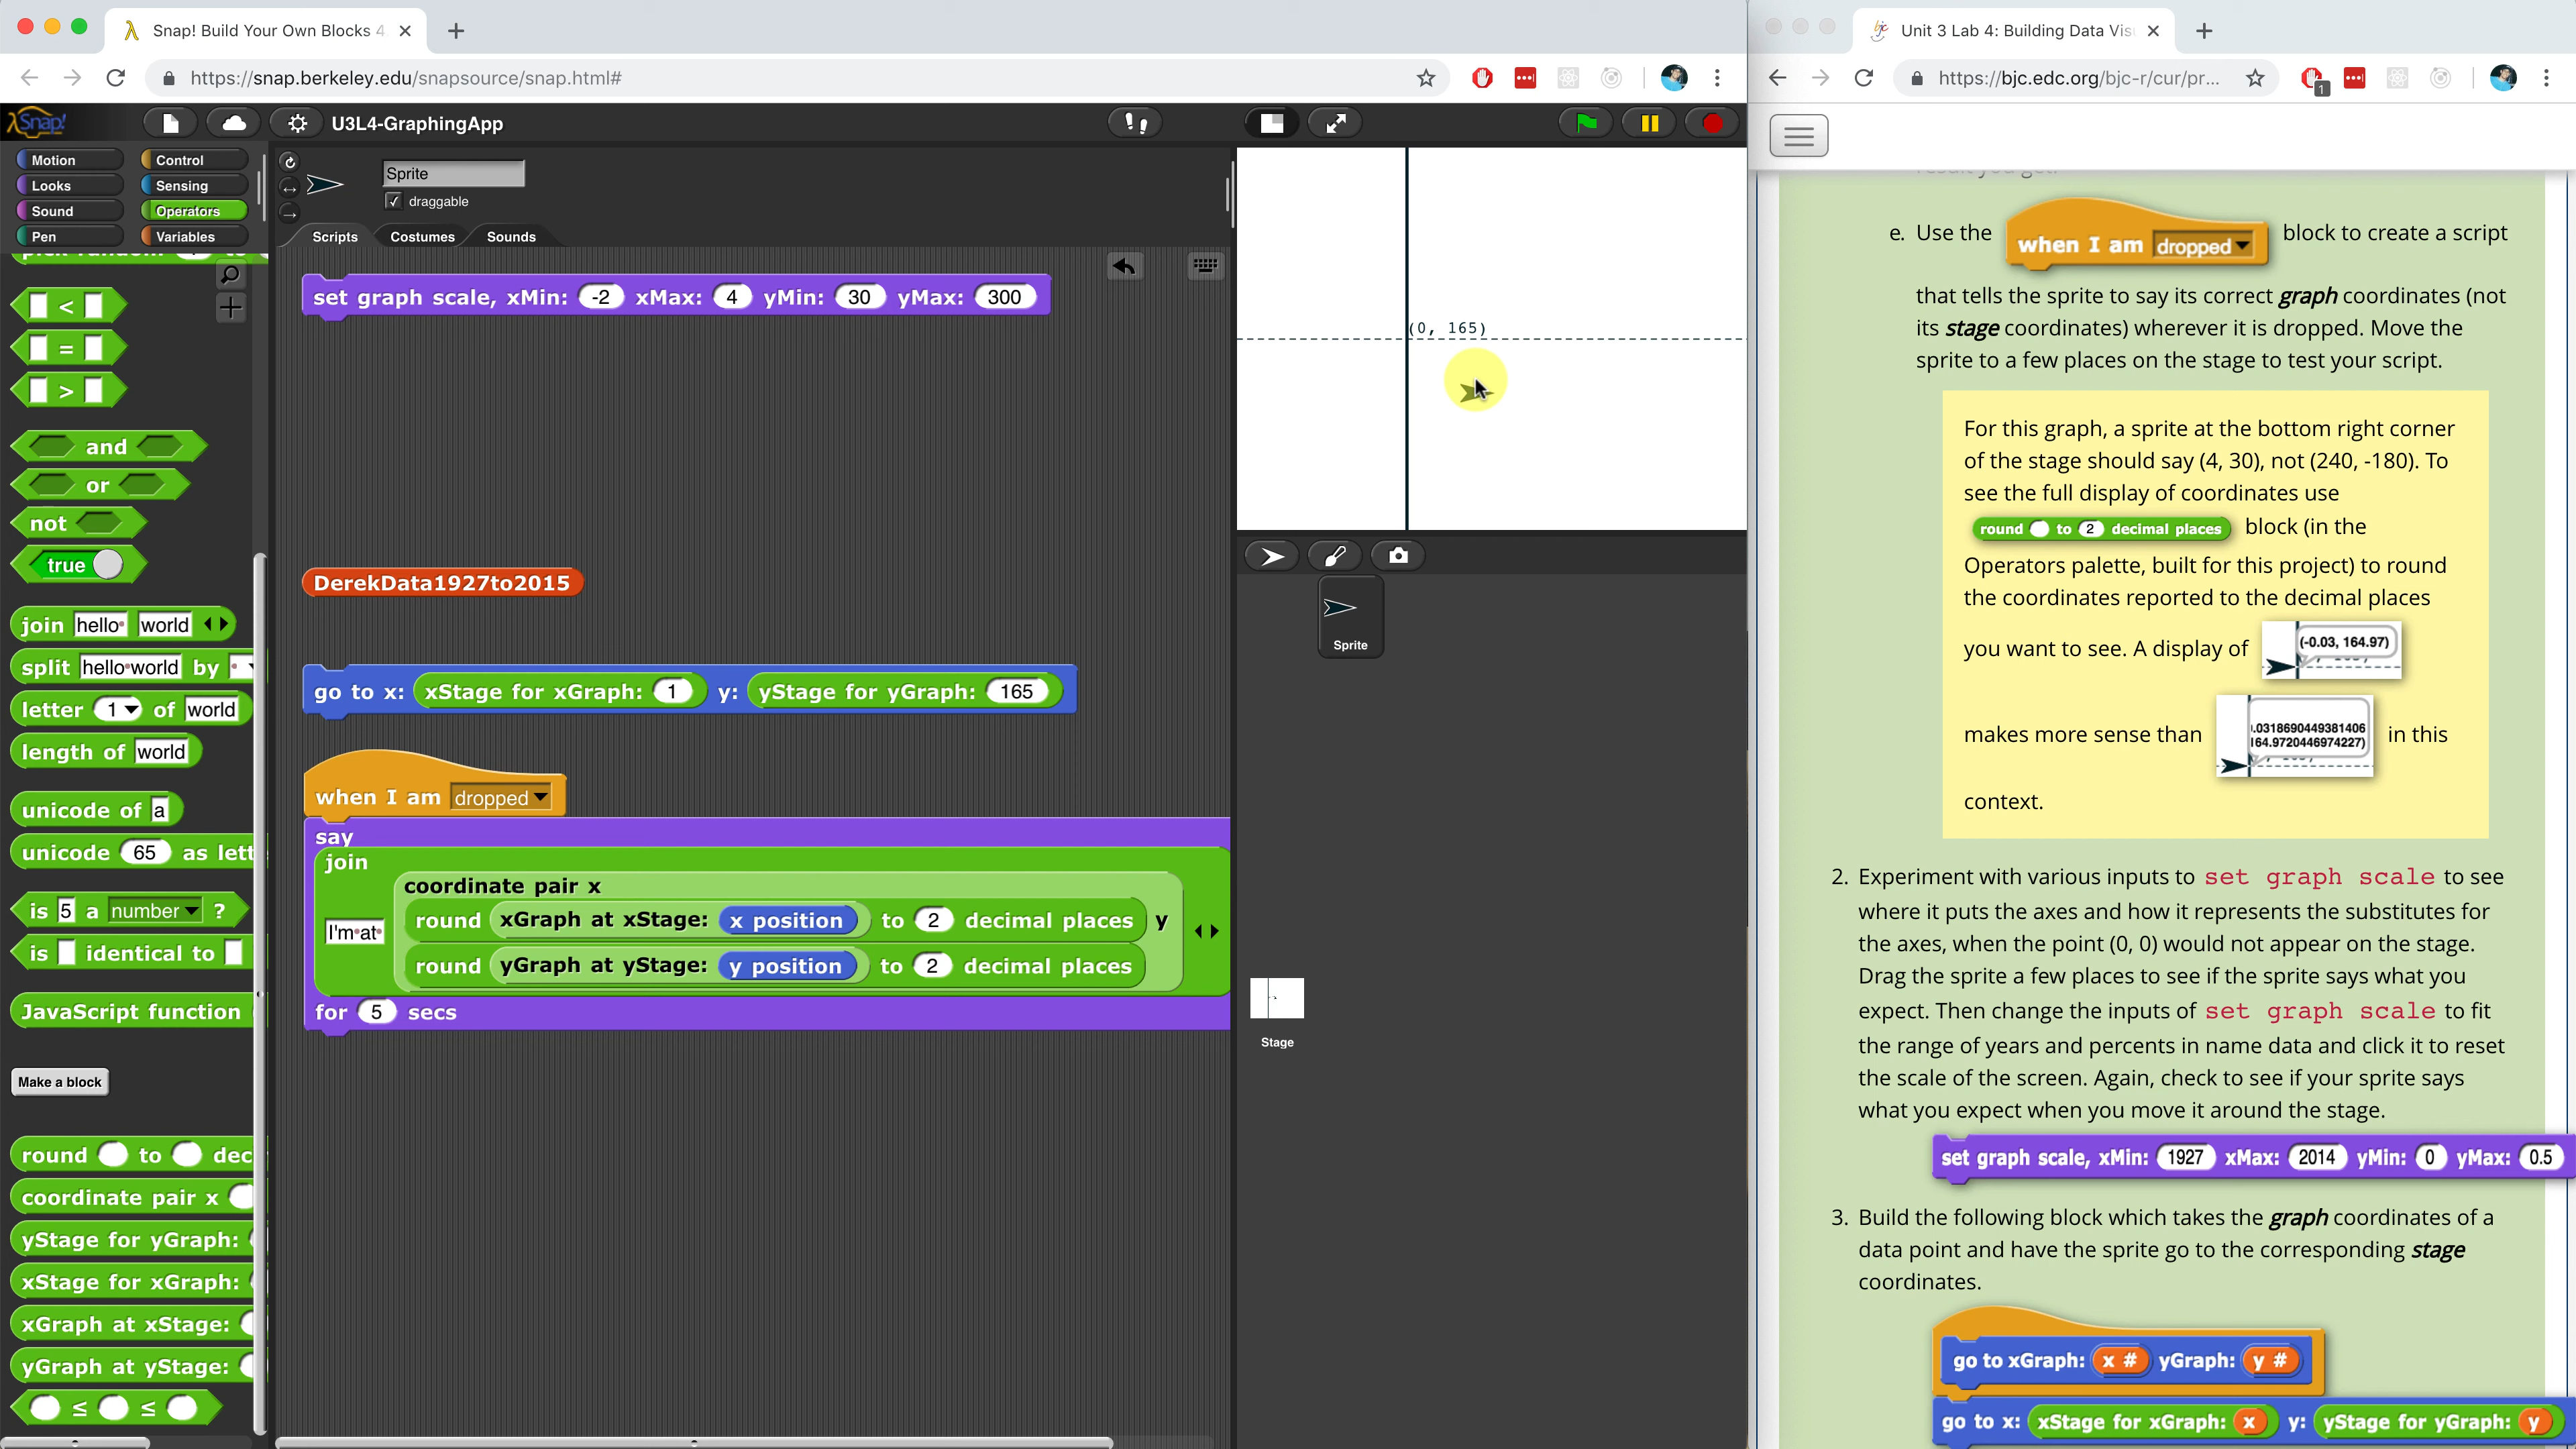 Snap! Build Your Own Blocks 4
https://snap.berkeley.edu/snapsource/snap.html#
Snap!
U3L4-GraphingApp
Motion Control
Looks Sensing
Sound Operators
Pen Variables
Sprite
draggable
Scripts Costumes Sounds
<
=
>
and
or
not
true
join hello world
split hello world by
letter 1 of world
length of world
unicode of a
unicode 65 as lett
is 5 a number ?
is identical to
JavaScript function
Make a block
round to dec
coordinate pair x
yStage for yGraph:
xStage for xGraph:
xGraph at xStage:
yGraph at yStage:
≤ ≤
set graph scale, xMin: -2 xMax: 4 yMin: 30 yMax: 300
DerekData1927to2015
go to x: xStage for xGraph: 1 y: yStage for yGraph: 165
when I am dropped
say
join
coordinate pair x
I'm at
round xGraph at xStage: x position to 2 decimal places y
round yGraph at yStage: y position to 2 decimal places
for 5 secs
(0, 165)
Sprite
Stage
Unit 3 Lab 4: Building Data Vis
https://bjc.edc.org/bjc-r/cur/pr...
1
result you get.
e. Use the when I am dropped block to create a script
that tells the sprite to say its correct graph coordinates (not
its stage coordinates) wherever it is dropped. Move the
sprite to a few places on the stage to test your script.
For this graph, a sprite at the bottom right corner
of the stage should say (4, 30), not (240, -180). To
see the full display of coordinates use
round to 2 decimal places block (in the
Operators palette, built for this project) to round
the coordinates reported to the decimal places
you want to see. A display of (-0.03, 164.97)
makes more sense than .0318690449381406
164.9720446974227) in this
context.
2. Experiment with various inputs to set graph scale to see
where it puts the axes and how it represents the substitutes for
the axes, when the point (0, 0) would not appear on the stage.
Drag the sprite a few places to see if the sprite says what you
expect. Then change the inputs of set graph scale to fit
the range of years and percents in name data and click it to reset
the scale of the screen. Again, check to see if your sprite says
what you expect when you move it around the stage.
set graph scale, xMin: 1927 xMax: 2014 yMin: 0 yMax: 0.5
3. Build the following block which takes the graph coordinates of a
data point and have the sprite go to the corresponding stage
coordinates.
go to xGraph: x # yGraph: y #
go to x: xStage for xGraph: x y: yStage for yGraph: y